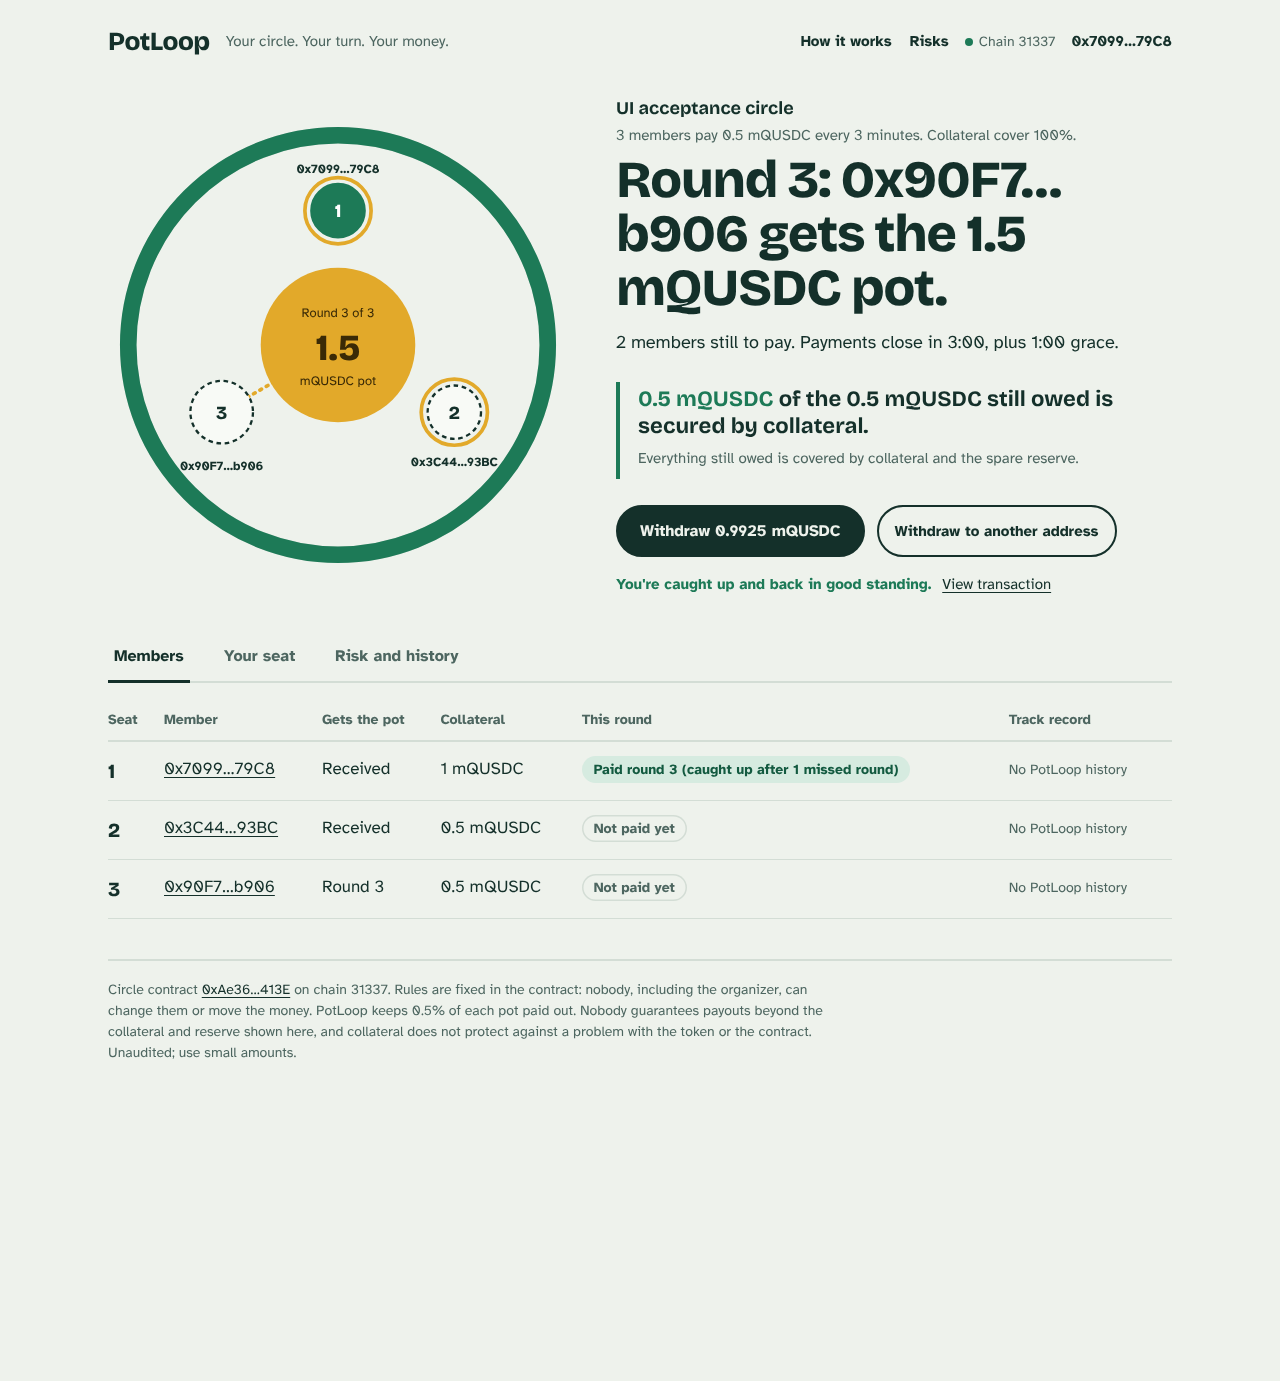 PotLoop
Your circle. Your turn. Your money.
How it works
Risks
Chain 31337
0x7099…79C8
0x7099…79C8
1
Round 3 of 3
1.5
mQUSDC pot
3
2
0x90F7…b906
0x3C44…93BC
UI acceptance circle
3 members pay 0.5 mQUSDC every 3 minutes. Collateral cover 100%.
Round 3: 0x90F7…
b906 gets the 1.5
mQUSDC pot.
2 members still to pay. Payments close in 3:00, plus 1:00 grace.
0.5 mQUSDC of the 0.5 mQUSDC still owed is
secured by collateral.
Everything still owed is covered by collateral and the spare reserve.
Withdraw 0.9925 mQUSDC
Withdraw to another address
You're caught up and back in good standing. View transaction
Members
Your seat
Risk and history
Seat Member Gets the pot Collateral This round Track record
1 0x7099…79C8 Received 1 mQUSDC Paid round 3 (caught up after 1 missed round) No PotLoop history
2 0x3C44…93BC Received 0.5 mQUSDC Not paid yet No PotLoop history
3 0x90F7…b906 Round 3 0.5 mQUSDC Not paid yet No PotLoop history
Circle contract 0xAe36…413E on chain 31337. Rules are fixed in the contract: nobody, including the organizer, can
change them or move the money. PotLoop keeps 0.5% of each pot paid out. Nobody guarantees payouts beyond the
collateral and reserve shown here, and collateral does not protect against a problem with the token or the contract.
Unaudited; use small amounts.